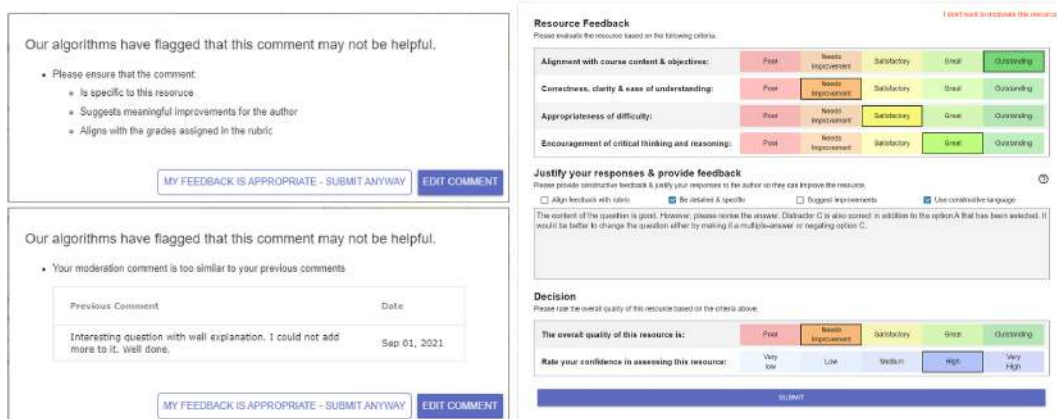 Our algorithms have flagged that this comment may not be helpful.
Please ensure that the comment:
Is specific to this resoruce
Suggests meaningful improvements for the author
Aligns with the grades assigned in the rubric
MY FEEDBACK IS APPROPRIATE - SUBMIT ANYWAY EDIT COMMENT
Our algorithms have flagged that this comment may not be helpful.
Your moderation comment is too similar to your previous comments
Previous Comment Date
Interesting question with well explanation. I could not add
more to it. Well done.
Sep 01, 2021
MY FEEDBACK IS APPROPRIATE - SUBMIT ANYWAY EDIT COMMENT
I don't want to moderate this resource
Resource Feedback
Please evaluate the resource based on the following criteria.
Alignment with course content & objectives: Poor Needs Improvement Satisfactory Great Outstanding
Correctness, clarity & ease of understanding: Poor Needs Improvement Satisfactory Great Outstanding
Appropriateness of difficulty: Poor Needs Improvement Satisfactory Great Outstanding
Encouragement of critical thinking and reasoning: Poor Needs Improvement Satisfactory Great Outstanding
Justify your responses & provide feedback
Please provide constructive feedback & justify your responses to the author so they can improve the resource.
Align feedback with rubric Be detailed & specific Suggest improvements Use constructive language
The content of the question is good. However, please revise the answer. Distractor C is also correct in addition to the option A that has been selected. It
would be better to change the question either by making it a multiple-answer or negating option C.
Decision
Please rate the overall quality of this resource based on the criteria above.
The overall quality of this resource is: Poor Needs Improvement Satisfactory Great Outstanding
Rate your confidence in assessing this resource: Very low Low Medium High Very High
SUBMIT